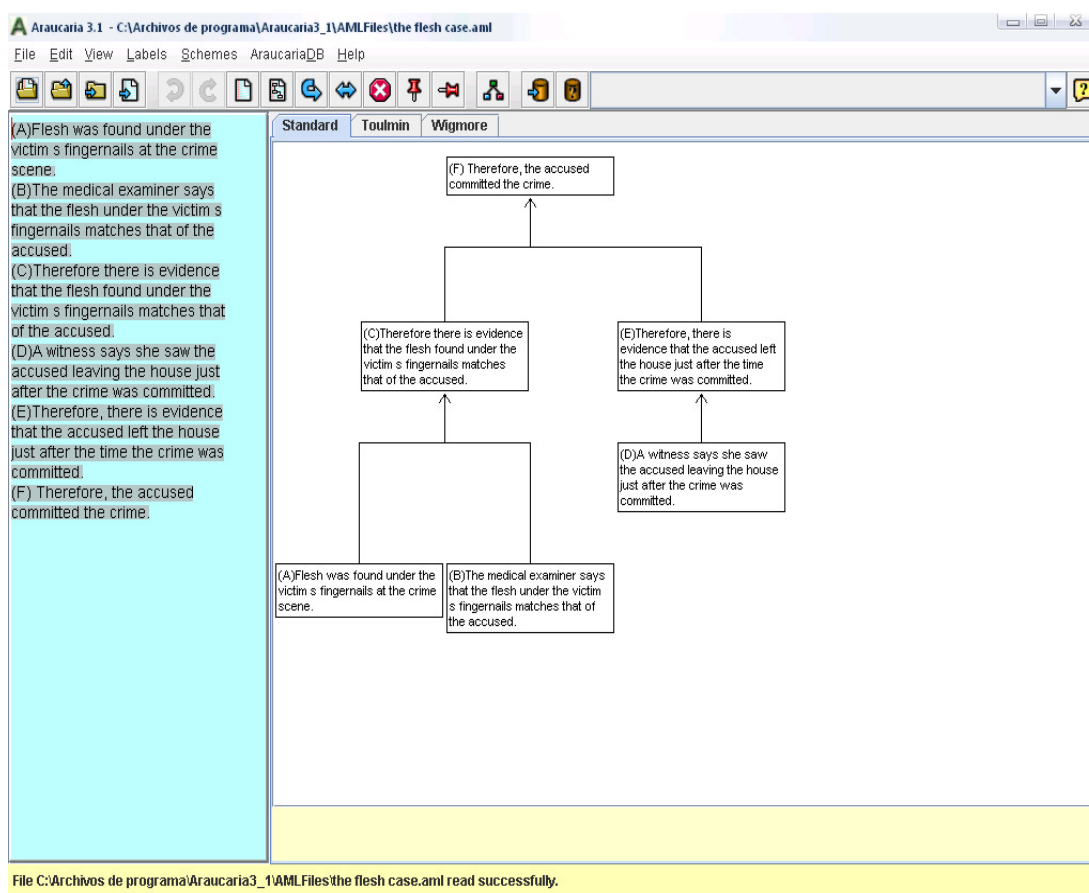 Araucaria 3.1 - C:\Archivos de programa\Araucaria3_1\AMLFiles\the flesh case.aml
File Edit View Labels Schemes AraucariaDB Help
(A)Flesh was found under the
victim s fingernails at the crime
scene.
(B)The medical examiner says
that the flesh under the victim s
fingernails matches that of the
accused.
(C)Therefore there is evidence
that the flesh found under the
victim s fingernails matches that
of the accused.
(D)A witness says she saw the
accused leaving the house just
after the crime was committed.
(E)Therefore, there is evidence
that the accused left the house
just after the time the crime was
committed.
(F) Therefore, the accused
committed the crime.
Standard Toulmin Wigmore
(F) Therefore, the accused
committed the crime.
(C)Therefore there is evidence
that the flesh found under the
victim s fingernails matches
that of the accused.
(E)Therefore, there is
evidence that the accused left
the house just after the time
the crime was committed.
(D)A witness says she saw
the accused leaving the house
just after the crime was
committed.
(A)Flesh was found under the
victim s fingernails at the crime
scene.
(B)The medical examiner says
that the flesh under the victim
s fingernails matches that of
the accused.
File C:\Archivos de programa\Araucaria3_1\AMLFiles\the flesh case.aml read successfully.